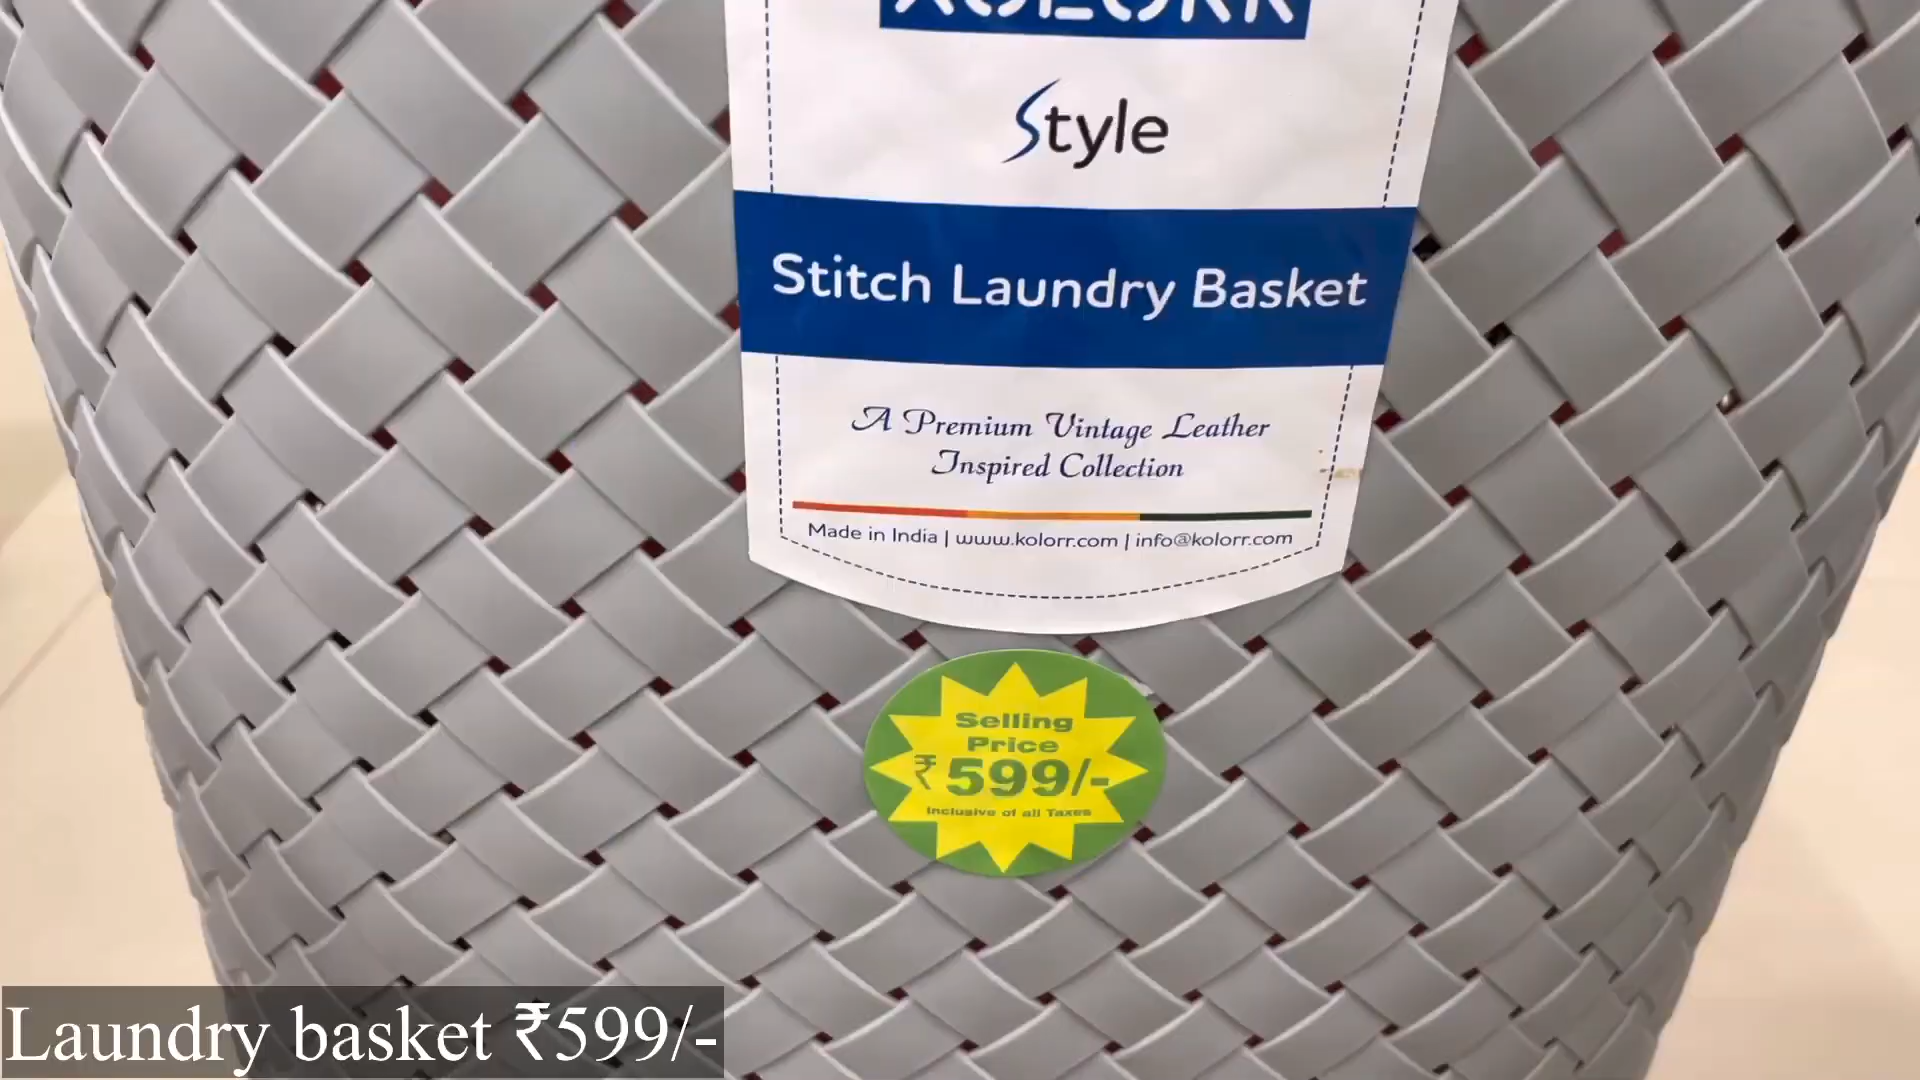 KOLORR
Style
Stitch Laundry Basket
A Premium Vintage Leather
Inspired Collection
Made in India | www.kolorr.com | info@kolorr.com
Selling
Price
₹599/-
Inclusive of all Taxes
Laundry basket ₹599/-